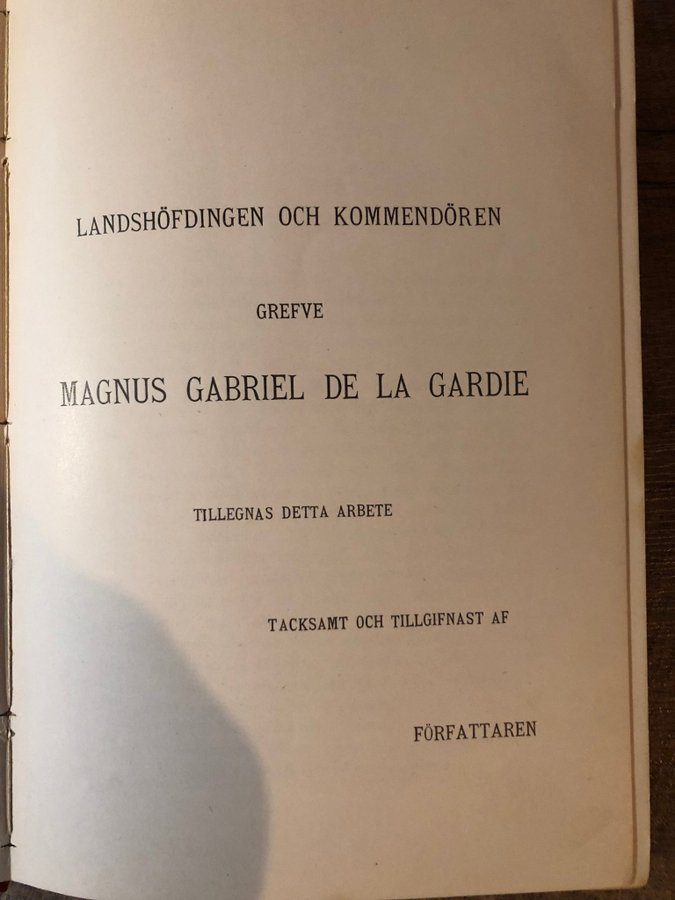 LANDSHÖFDINGEN OCH KOMMENDÖREN
GREFVE
MAGNUS GABRIEL DE LA GARDIE
TILLEGNAS DETTA ARBETE
TACKSAMT OCH TILLGIFNAST AF
FÖRFATTAREN